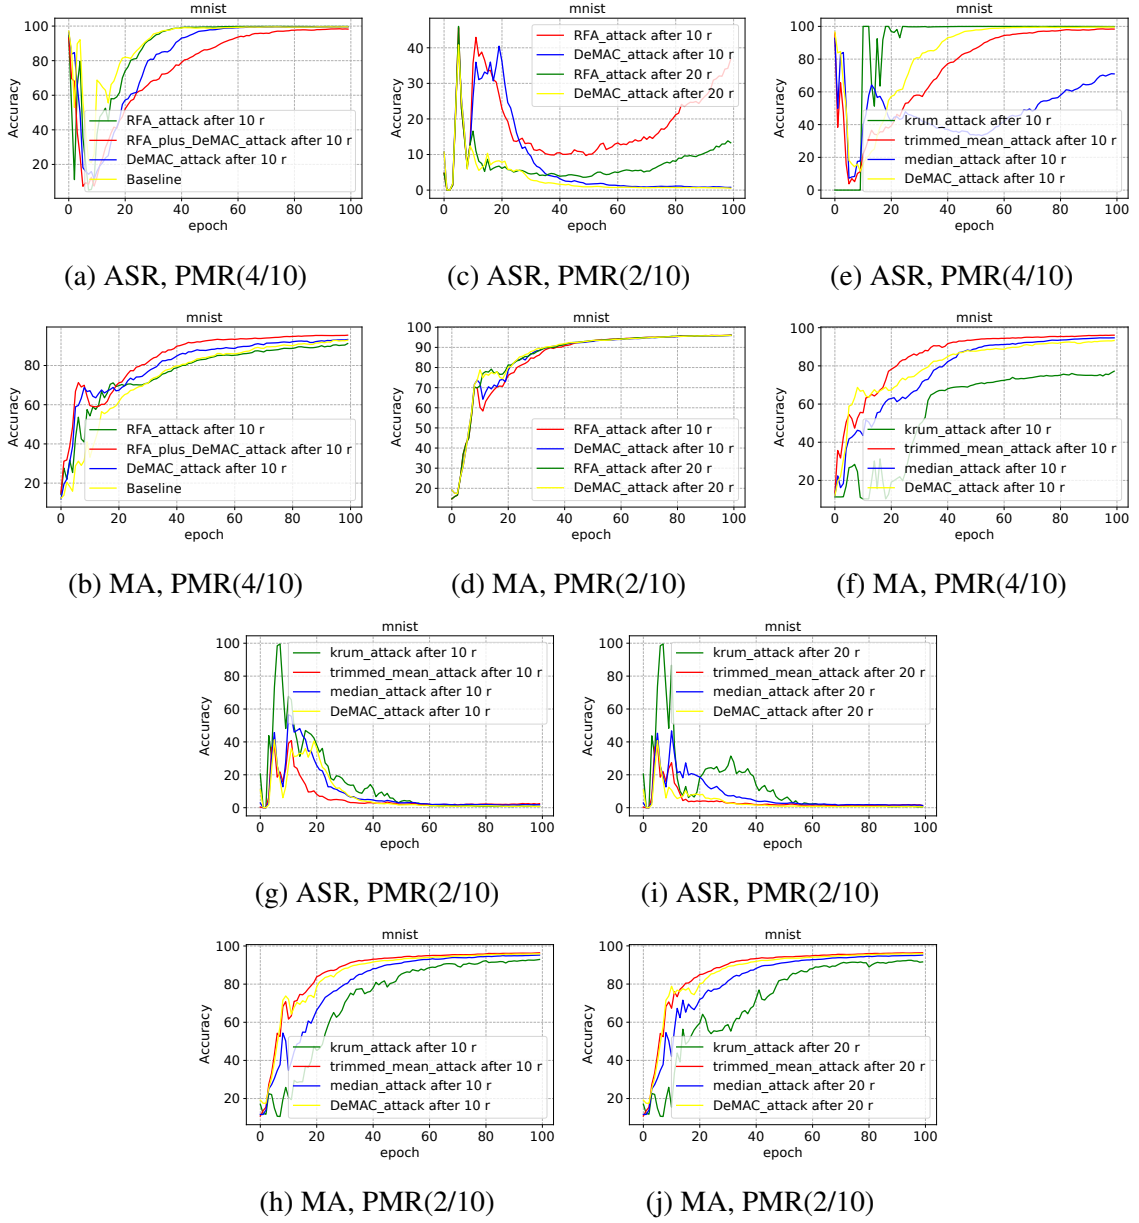 mnist
100
80
60
40
20
Accuracy
RFA_attack after 10 r
RFA_plus_DeMAC_attack after 10 r
DeMAC_attack after 10 r
Baseline
0 20 40 60 80 100
epoch
(a) ASR, PMR(4/10)
mnist
40
30
20
10
0
Accuracy
RFA_attack after 10 r
DeMAC_attack after 10 r
RFA_attack after 20 r
DeMAC_attack after 20 r
0 20 40 60 80 100
epoch
(c) ASR, PMR(2/10)
mnist
100
80
60
40
20
0
Accuracy
krum_attack after 10 r
trimmed_mean_attack after 10 r
median_attack after 10 r
DeMAC_attack after 10 r
0 20 40 60 80 100
epoch
(e) ASR, PMR(4/10)
mnist
80
60
40
20
Accuracy
RFA_attack after 10 r
RFA_plus_DeMAC_attack after 10 r
DeMAC_attack after 10 r
Baseline
0 20 40 60 80 100
epoch
(b) MA, PMR(4/10)
mnist
100
90
80
70
60
50
40
30
20
Accuracy
RFA_attack after 10 r
DeMAC_attack after 10 r
RFA_attack after 20 r
DeMAC_attack after 20 r
0 20 40 60 80 100
epoch
(d) MA, PMR(2/10)
mnist
100
80
60
40
20
Accuracy
krum_attack after 10 r
trimmed_mean_attack after 10 r
median_attack after 10 r
DeMAC_attack after 10 r
0 20 40 60 80 100
epoch
(f) MA, PMR(4/10)
mnist
100
80
60
40
20
0
Accuracy
krum_attack after 10 r
trimmed_mean_attack after 10 r
median_attack after 10 r
DeMAC_attack after 10 r
0 20 40 60 80 100
epoch
(g) ASR, PMR(2/10)
mnist
100
80
60
40
20
0
Accuracy
krum_attack after 20 r
trimmed_mean_attack after 20 r
median_attack after 20 r
DeMAC_attack after 20 r
0 20 40 60 80 100
epoch
(i) ASR, PMR(2/10)
mnist
100
80
60
40
20
Accuracy
krum_attack after 10 r
trimmed_mean_attack after 10 r
median_attack after 10 r
DeMAC_attack after 10 r
0 20 40 60 80 100
epoch
(h) MA, PMR(2/10)
mnist
100
80
60
40
20
Accuracy
krum_attack after 20 r
trimmed_mean_attack after 20 r
median_attack after 20 r
DeMAC_attack after 20 r
0 20 40 60 80 100
epoch
(j) MA, PMR(2/10)